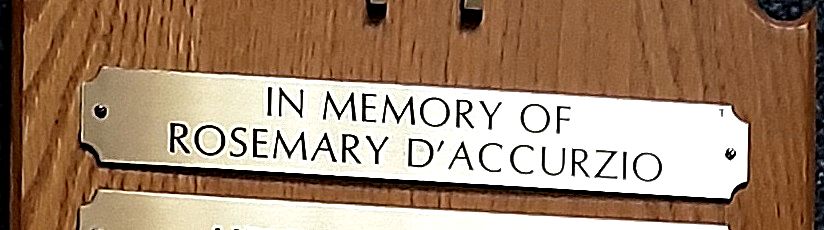 IN MEMORY OF
ROSEMARY D'ACCURZIO